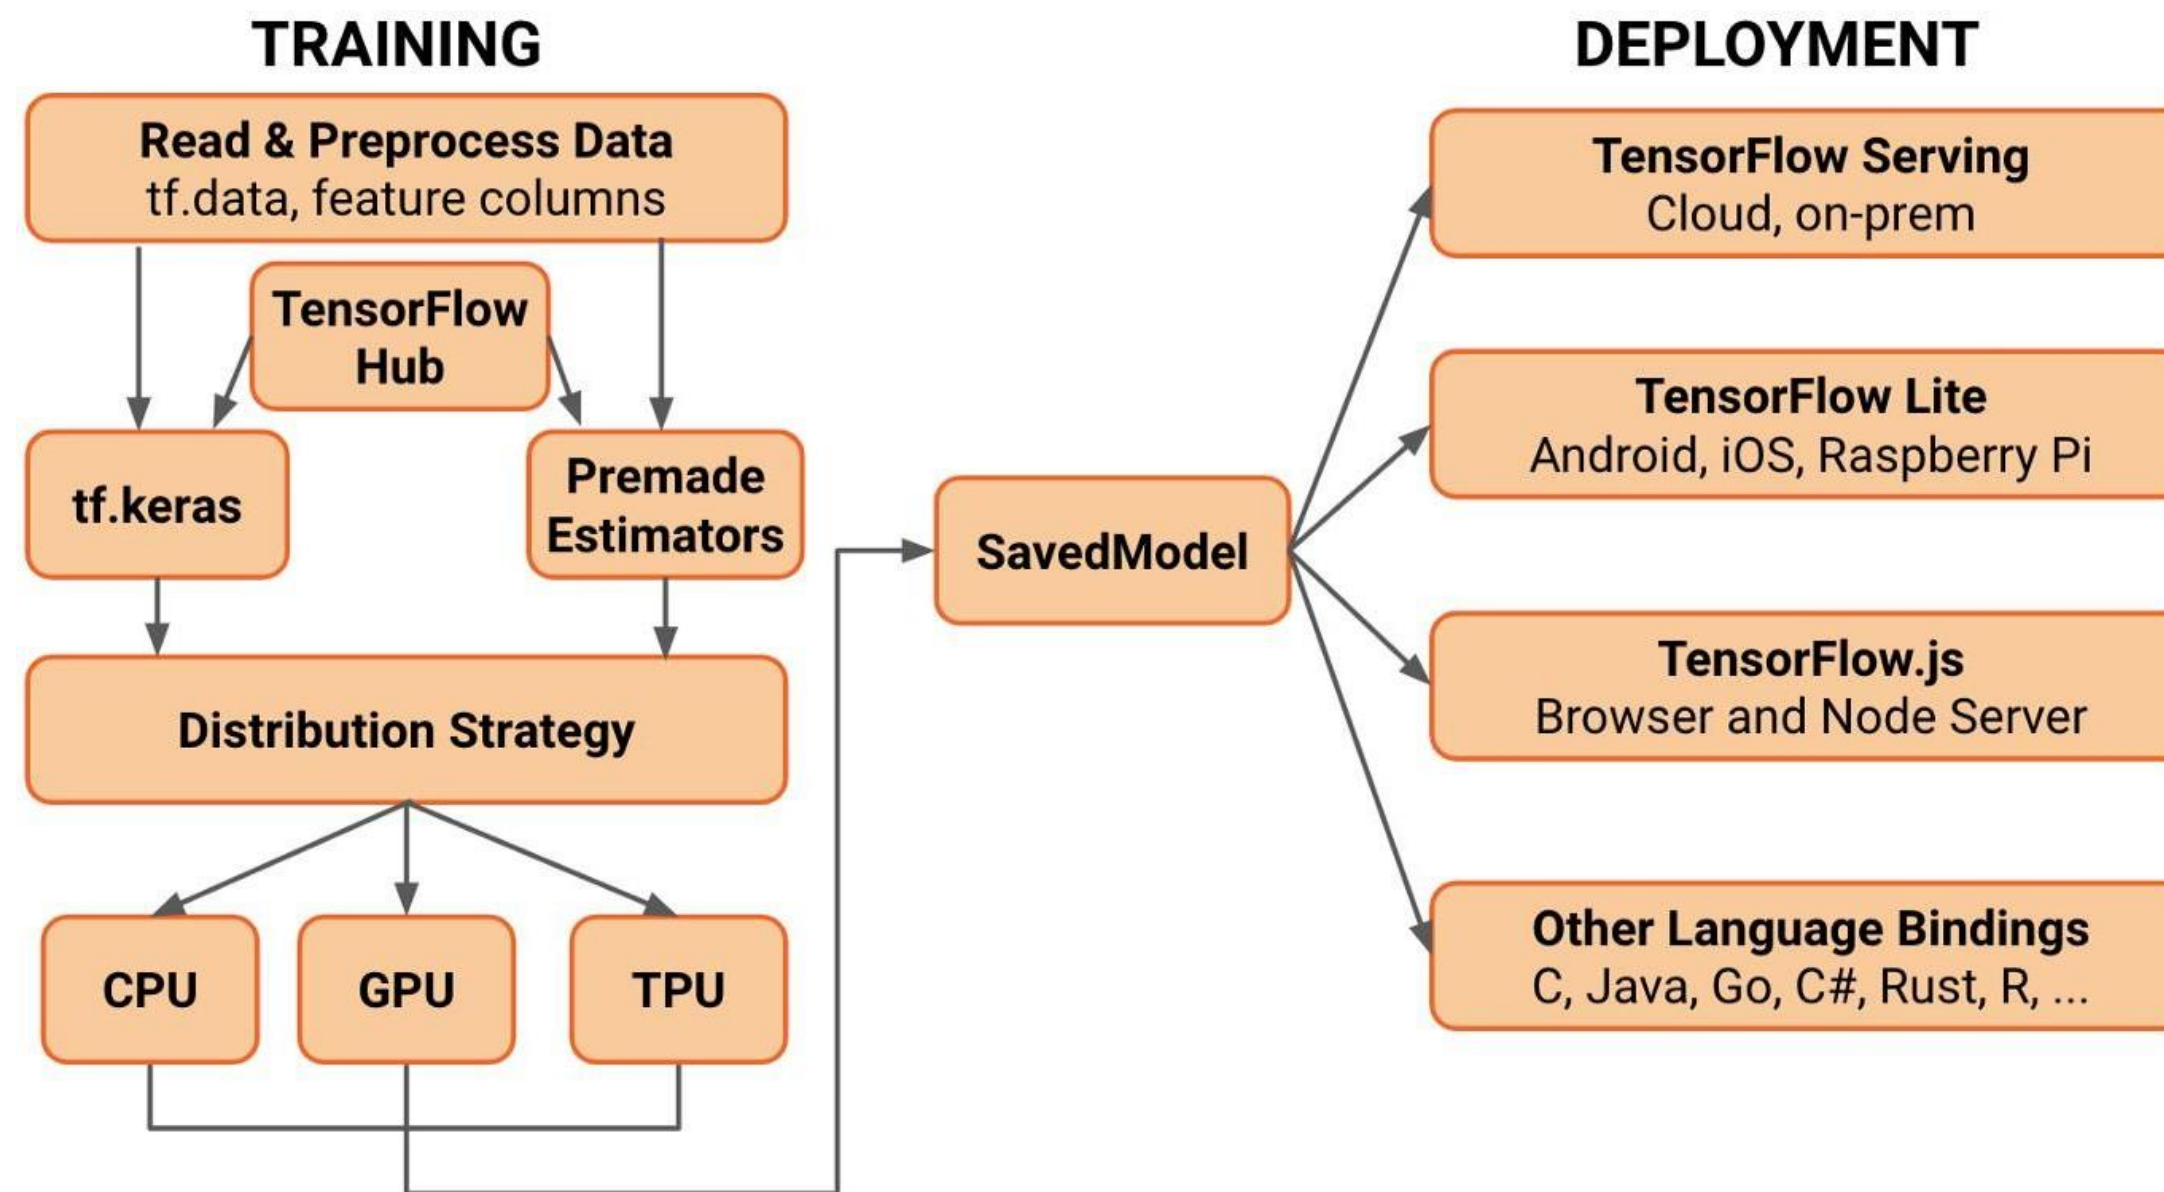 TRAINING
Read & Preprocess Data
tf.data, feature columns
TensorFlow
Hub
tf.keras
Premade
Estimators
Distribution Strategy
CPU
GPU
TPU
SavedModel
DEPLOYMENT
TensorFlow Serving
Cloud, on-prem
TensorFlow Lite
Android, iOS, Raspberry Pi
TensorFlow.js
Browser and Node Server
Other Language Bindings
C, Java, Go, C#, Rust, R, ...